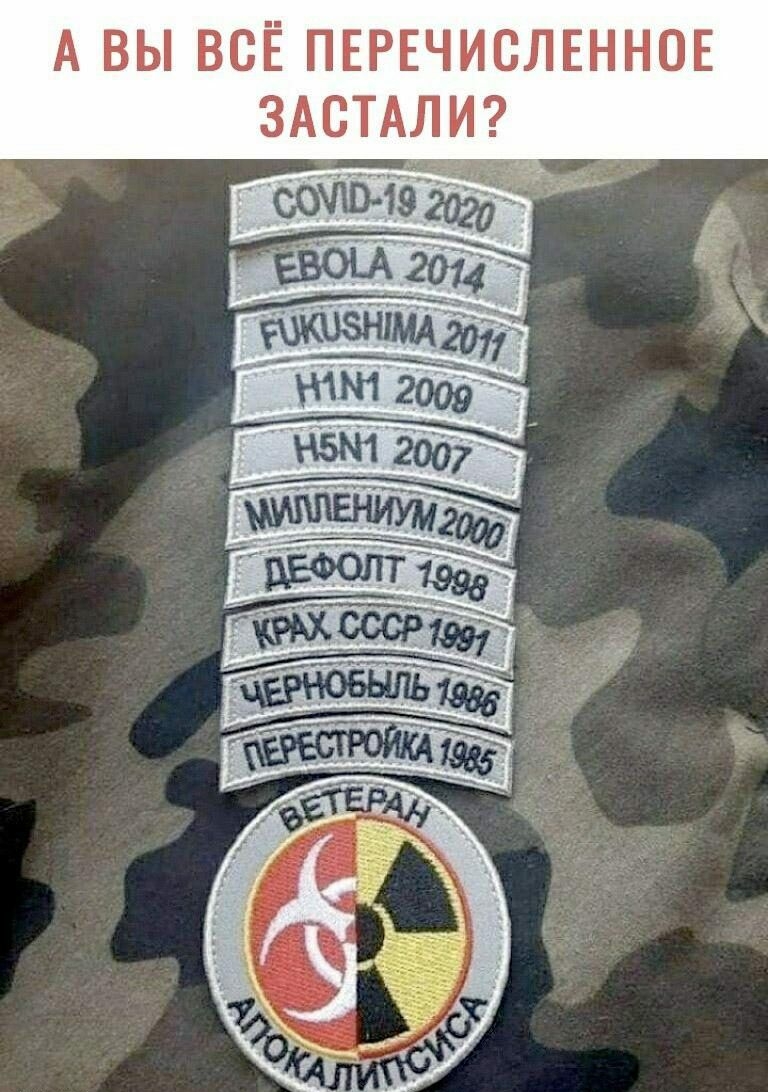 А ВЫ ВСЁ ПЕРЕЧИСЛЕННОЕ
ЗАСТАЛИ?
COVID-19 2020
EBOLA 2014
FUKUSHIMA 2011
H1N1 2009
H5N1 2007
МИЛЛЕНИУМ 2000
ДЕФОЛТ 1998
КРАХ СССР 1991
ЧЕРНОБЫЛЬ 1986
ПЕРЕСТРОЙКА 1985
ВЕТЕРАН
АПОКАЛИПСИСА